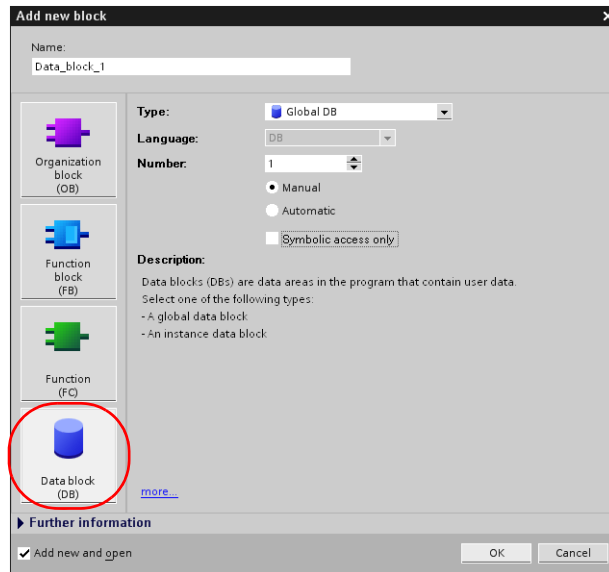 Add new block
Name:
Data_block_1
Organization
block
(OB)
Function
block
(FB)
Function
(FC)
Data block
(DB)
Type:
Global DB
Language:
DB
Number:
1
Manual
Automatic
Symbolic access only
Description:
Data blocks (DBs) are data areas in the program that contain user data.
Select one of the following types:
- A global data block
- An instance data block
more...
Further information
Add new and open
OK
Cancel